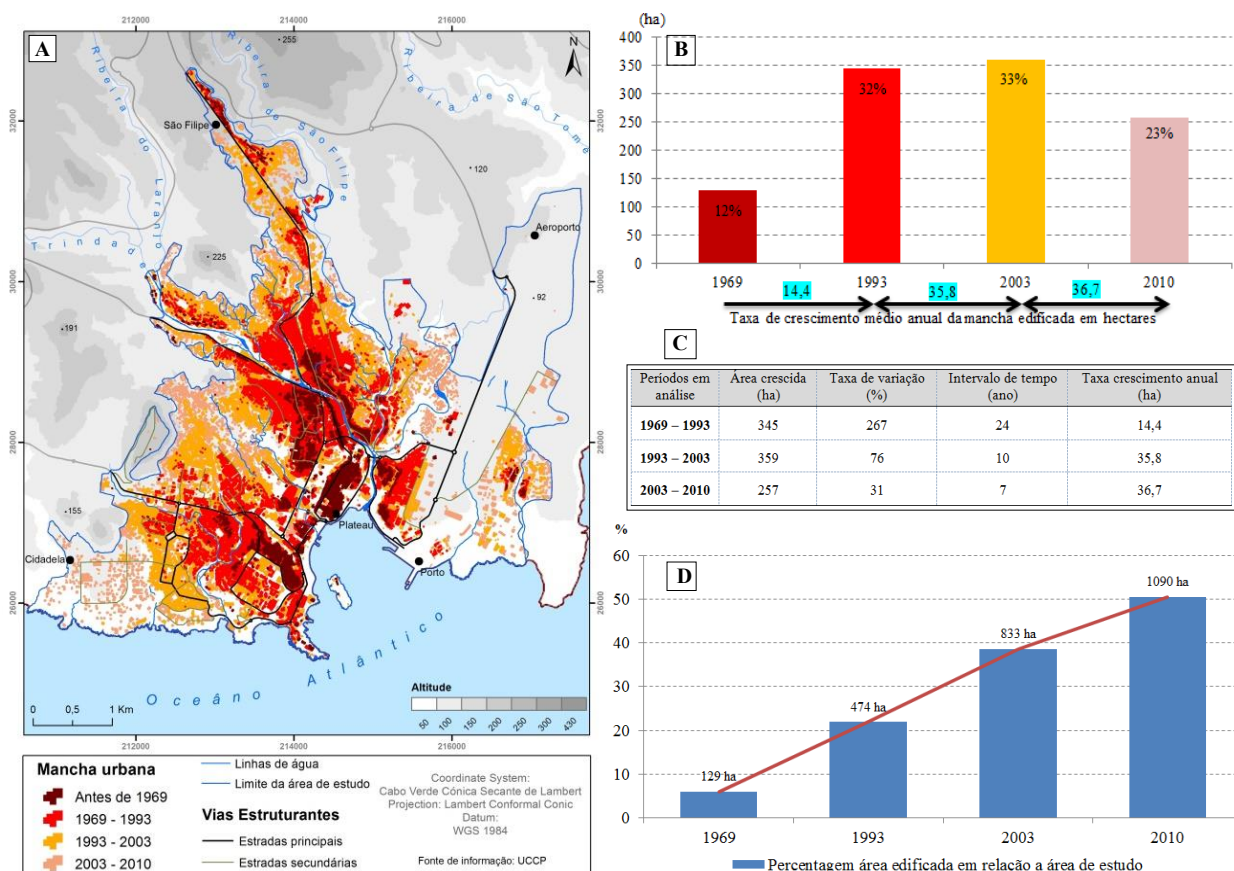 212000 214000 216000
A
N
255
Ribeira do Laranjo
Ribeira de São Filipe
Ribeira de São Tomé
32000 32000
São Filipe
120
Trindade
Aeroporto
225
30000 30000
92
191
28000 28000
155
Plateau
Cidadela
Porto
26000 26000
Oceâno Atlântico
Altitude
0 0,5 1 Km
50 100 150 200 250 300 430
212000 214000 216000
Mancha urbana
Antes de 1969
1969 - 1993
1993 - 2003
2003 - 2010
Linhas de água
Limite da área de estudo
Vias Estruturantes
Estradas principais
Estradas secundárias
Coordinate System:
Cabo Verde Cónica Secante de Lambert
Projection: Lambert Conformal Conic
Datum:
WGS 1984
Fonte de informação: UCCP
(ha)
B
400
350
300
250
200
150
100
50
0
12% 32% 33% 23%
1969 1993 2003 2010
14,4 35,8 36,7
Taxa de crescimento médio anual da mancha edificada em hectares
C
Períodos em análise
Área crescida (ha)
Taxa de variação (%)
Intervalo de tempo (ano)
Taxa crescimento anual (ha)
1969 – 1993 345 267 24 14,4
1993 – 2003 359 76 10 35,8
2003 – 2010 257 31 7 36,7
%
D
60
50
40
30
20
10
0
129 ha
474 ha
833 ha
1090 ha
1969 1993 2003 2010
Percentagem área edificada em relação a área de estudo